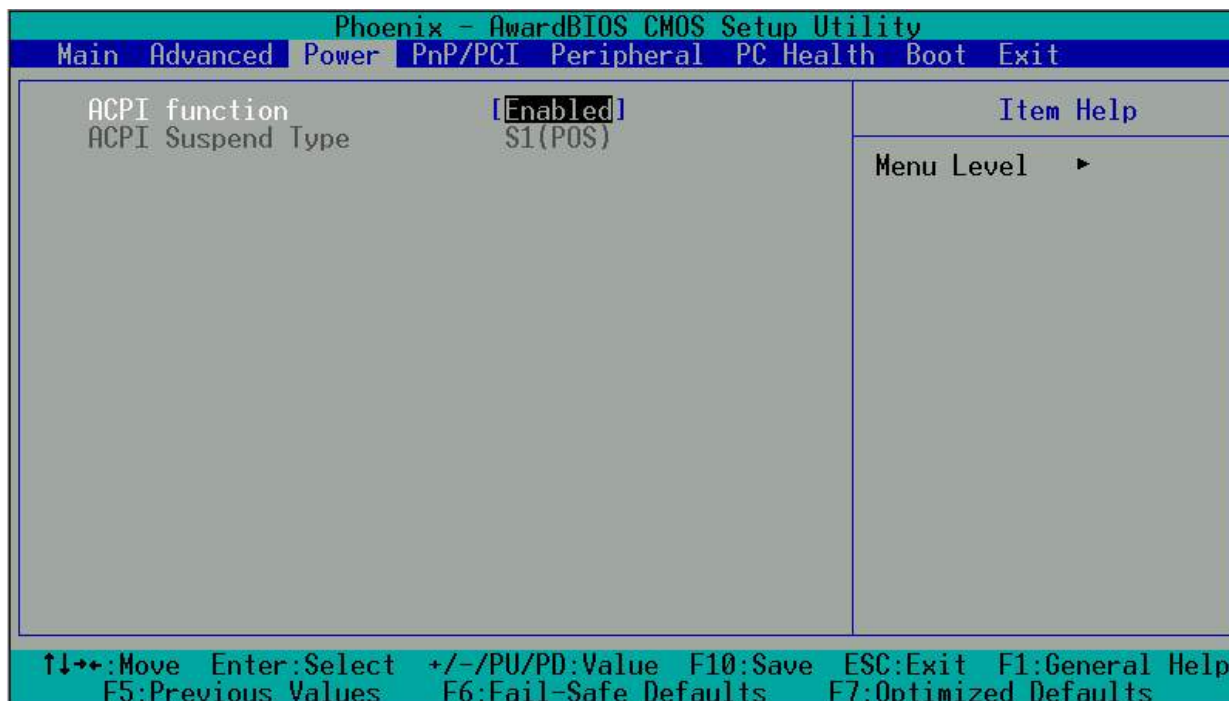 Phoenix - AwardBIOS CMOS Setup Utility
Main Advanced Power PnP/PCI Peripheral PC Health Boot Exit
ACPI function [Enabled]
ACPI Suspend Type S1(POS)
Item Help
Menu Level ►
↑↓→←:Move Enter:Select +/-/PU/PD:Value F10:Save ESC:Exit F1:General Help
F5:Previous Values F6:Fail-Safe Defaults F7:Optimized Defaults